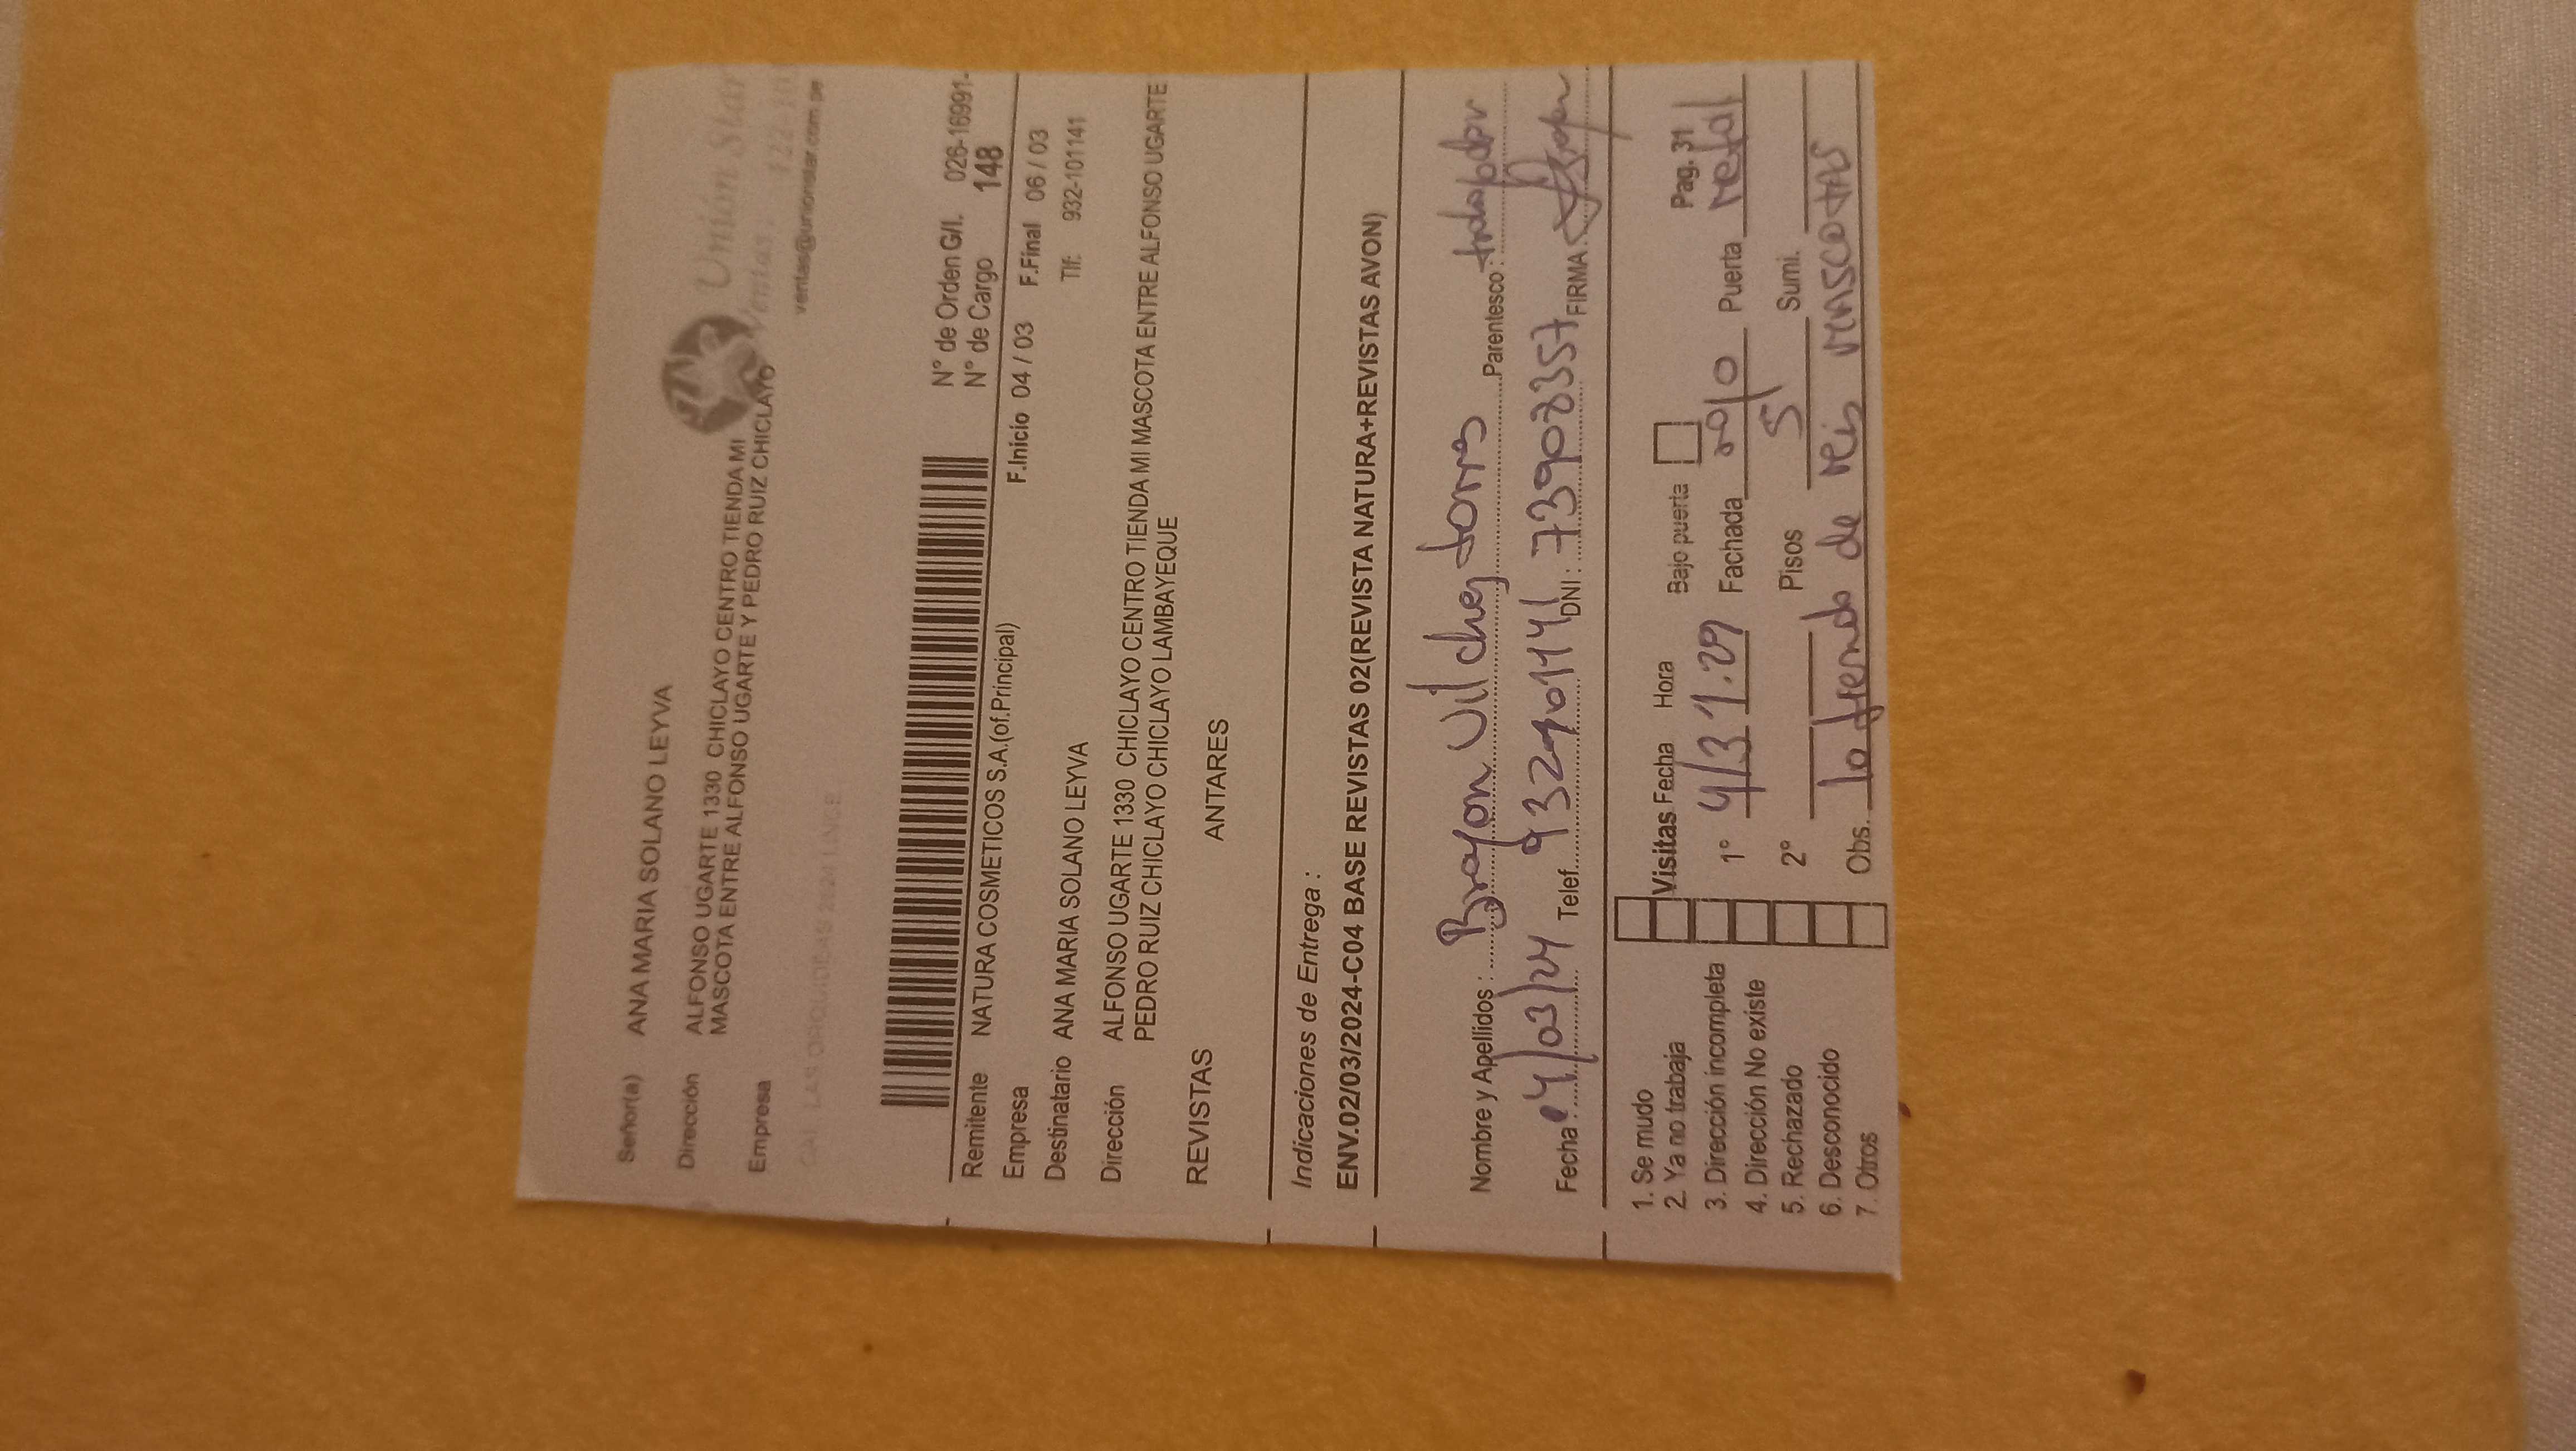 Señor(a) ANA MARIA SOLANO LEYVA
Unión Star
Dirección ALFONSO UGARTE 1330 CHICLAYO CENTRO TIENDA MI
MASCOTA ENTRE ALFONSO UGARTE Y PEDRO RUIZ CHICLAYO
Ventas.
Empresa
ventas@unionstar.com.pe
N° de Orden G/I. 026-16991-
N° de Cargo 148
Remitente NATURA COSMETICOS S.A.(of.Principal)
Empresa F.Inicio 04 / 03 F.Final 06 / 03
Destinatario ANA MARIA SOLANO LEYVA Tlf: 932-101141
Dirección ALFONSO UGARTE 1330 CHICLAYO CENTRO TIENDA MI MASCOTA ENTRE ALFONSO UGARTE
PEDRO RUIZ CHICLAYO CHICLAYO CHICLAYO LAMBAYEQUE
REVISTAS ANTARES
Indicaciones de Entrega :
ENV.02/03/2024-C04 BASE REVISTAS 02(REVISTA NATURA+REVISTAS AVON)
Nombre y Apellidos : Brayon Vilchez torres Parentesco : trabajador
Fecha : 04/03/24 Telef. DNI : 73908357 FIRMA :
1. Se mudo
2. Ya no trabaja Visitas Fecha Hora Bajo puerta Pag. 31
3. Dirección incompleta 1° 4/3 Fachada Puerta metal
4. Dirección No existe
5. Rechazado 2° Pisos 5 Sumi.
6. Desconocido
7. Otros Obs. la tienda de mis mascotas